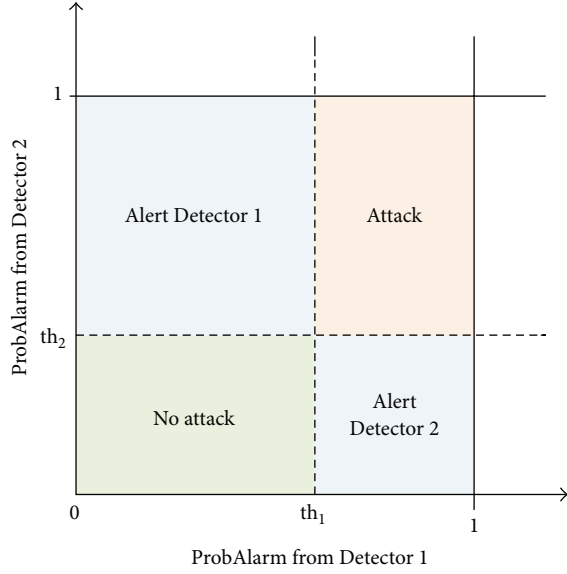 1
Alert Detector 1
Attack
ProbAlarm from Detector 2
th₂
No attack
Alert
Detector 2
0
th₁
1
ProbAlarm from Detector 1